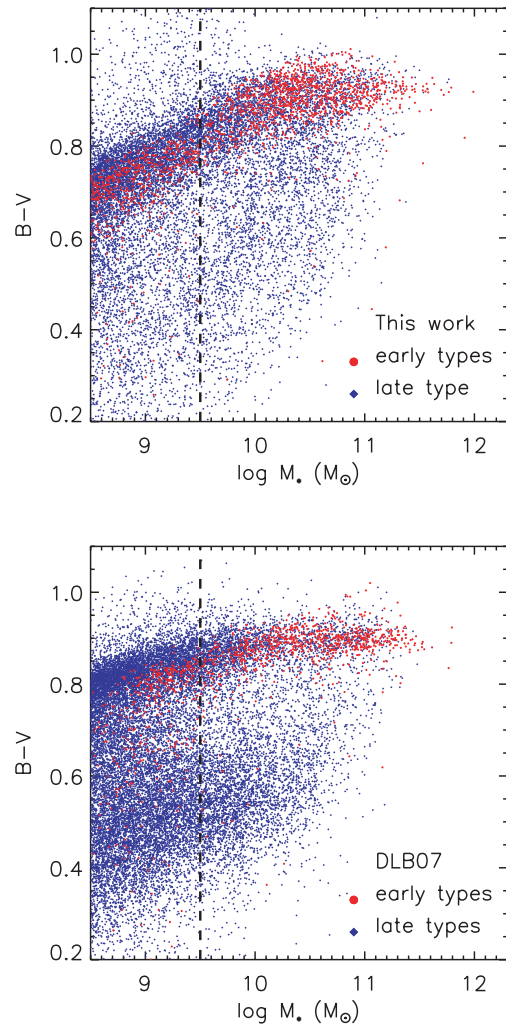 1.0
0.8
0.6
0.4
0.2
B−V
This work
early types
late type
9 10 11 12
log M* (M⊙)
1.0
0.8
0.6
0.4
0.2
B−V
DLB07
early types
late types
9 10 11 12
log M* (M⊙)